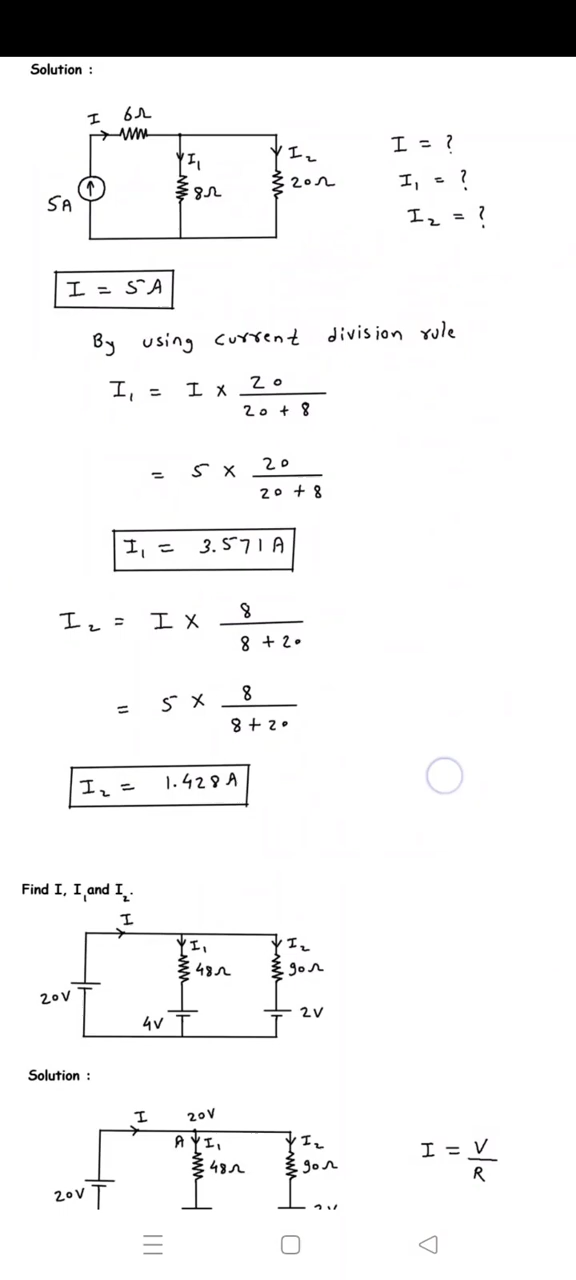 Solution :
I 6Ω
I = ?
I₁ I₂
8Ω 20Ω
I₁ = ?
5A
I₂ = ?
I = 5A
By using current division rule
I₁ = I × 20 / 20 + 8
= 5 × 20 / 20 + 8
I₁ = 3.571A
I₂ = I × 8 / 8 + 20
= 5 × 8 / 8 + 20
I₂ = 1.428A
Find I, I₁ and I₂.
I
I₁ I₂
48Ω 90Ω
20V
4V 2V
Solution :
I 20V
A I₁ I₂
48Ω 90Ω
I = V / R
20V